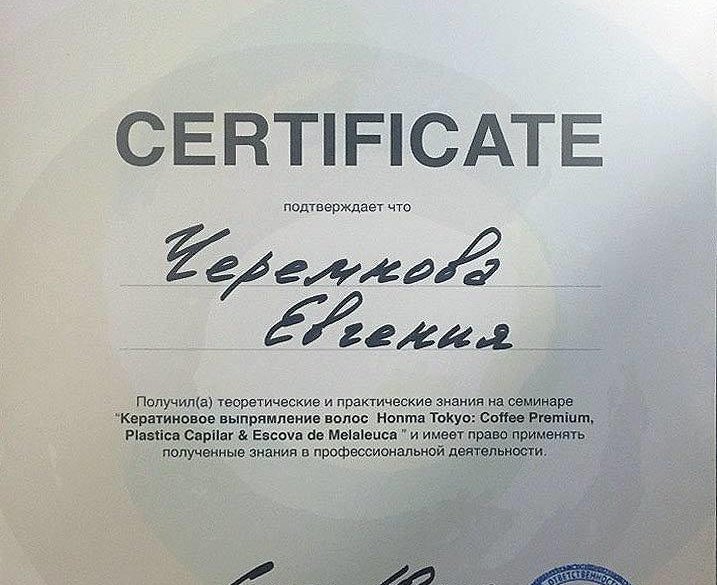 CERTIFICATE
подтверждает что
Черемнова
Евгения
Получил(а) теоретические и практические знания на семинаре
"Кератиновое выпрямление волос Honma Tokyo: Coffee Premium,
Plastica Capilar & Escova de Melaleuca " и имеет право применять
полученные знания в профессиональной деятельности.